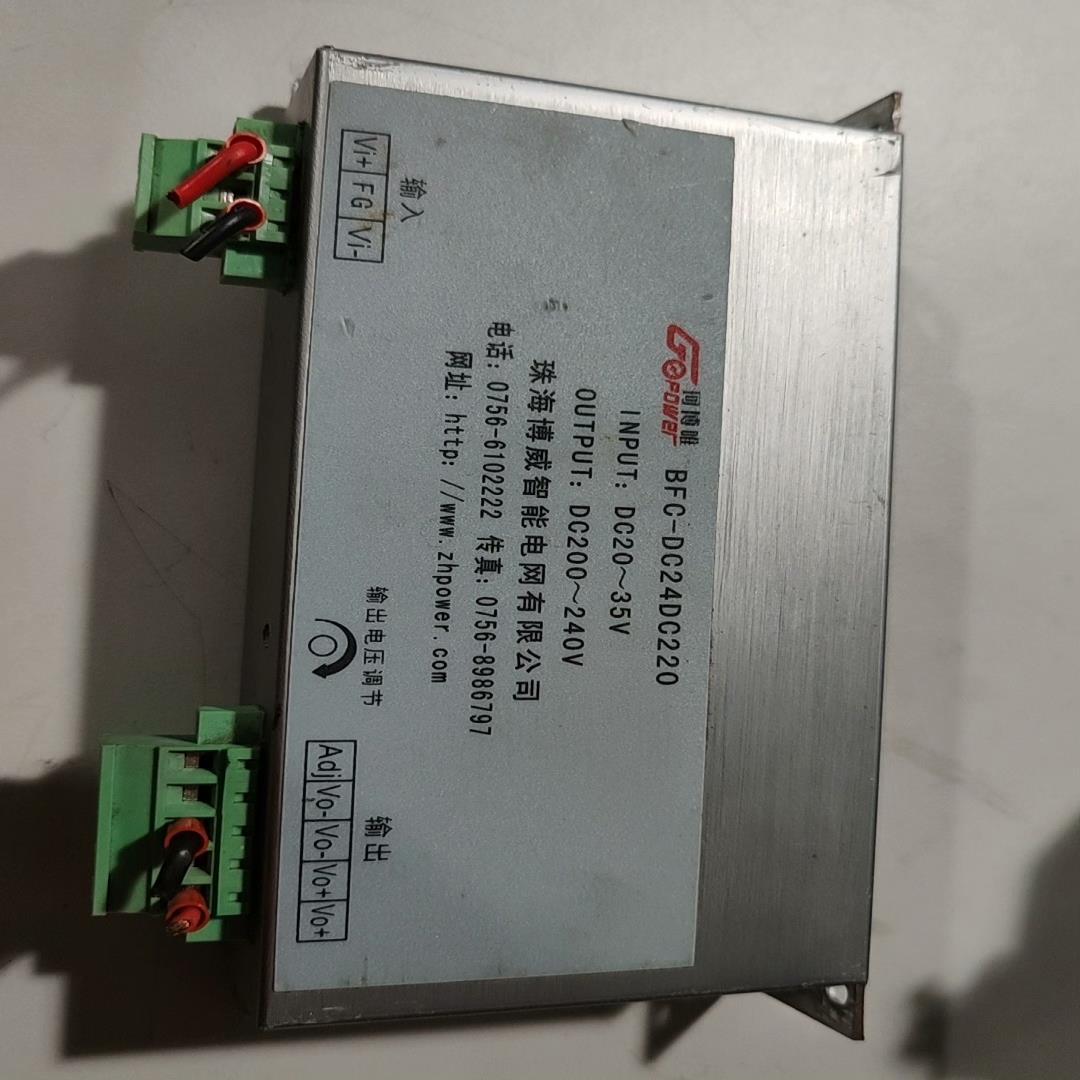 GOPOWER 珂博唯 BFC-DC24DC220
INPUT: DC20～35V
OUTPUT: DC200～240V
珠海博威智能电网有限公司
电话: 0756-6102222 传真: 0756-8986797
网址: http: //www.zhpower.com
输入
Vi+ FG Vi-
输出电压调节
输出
Adj Vo- Vo- Vo+ Vo+